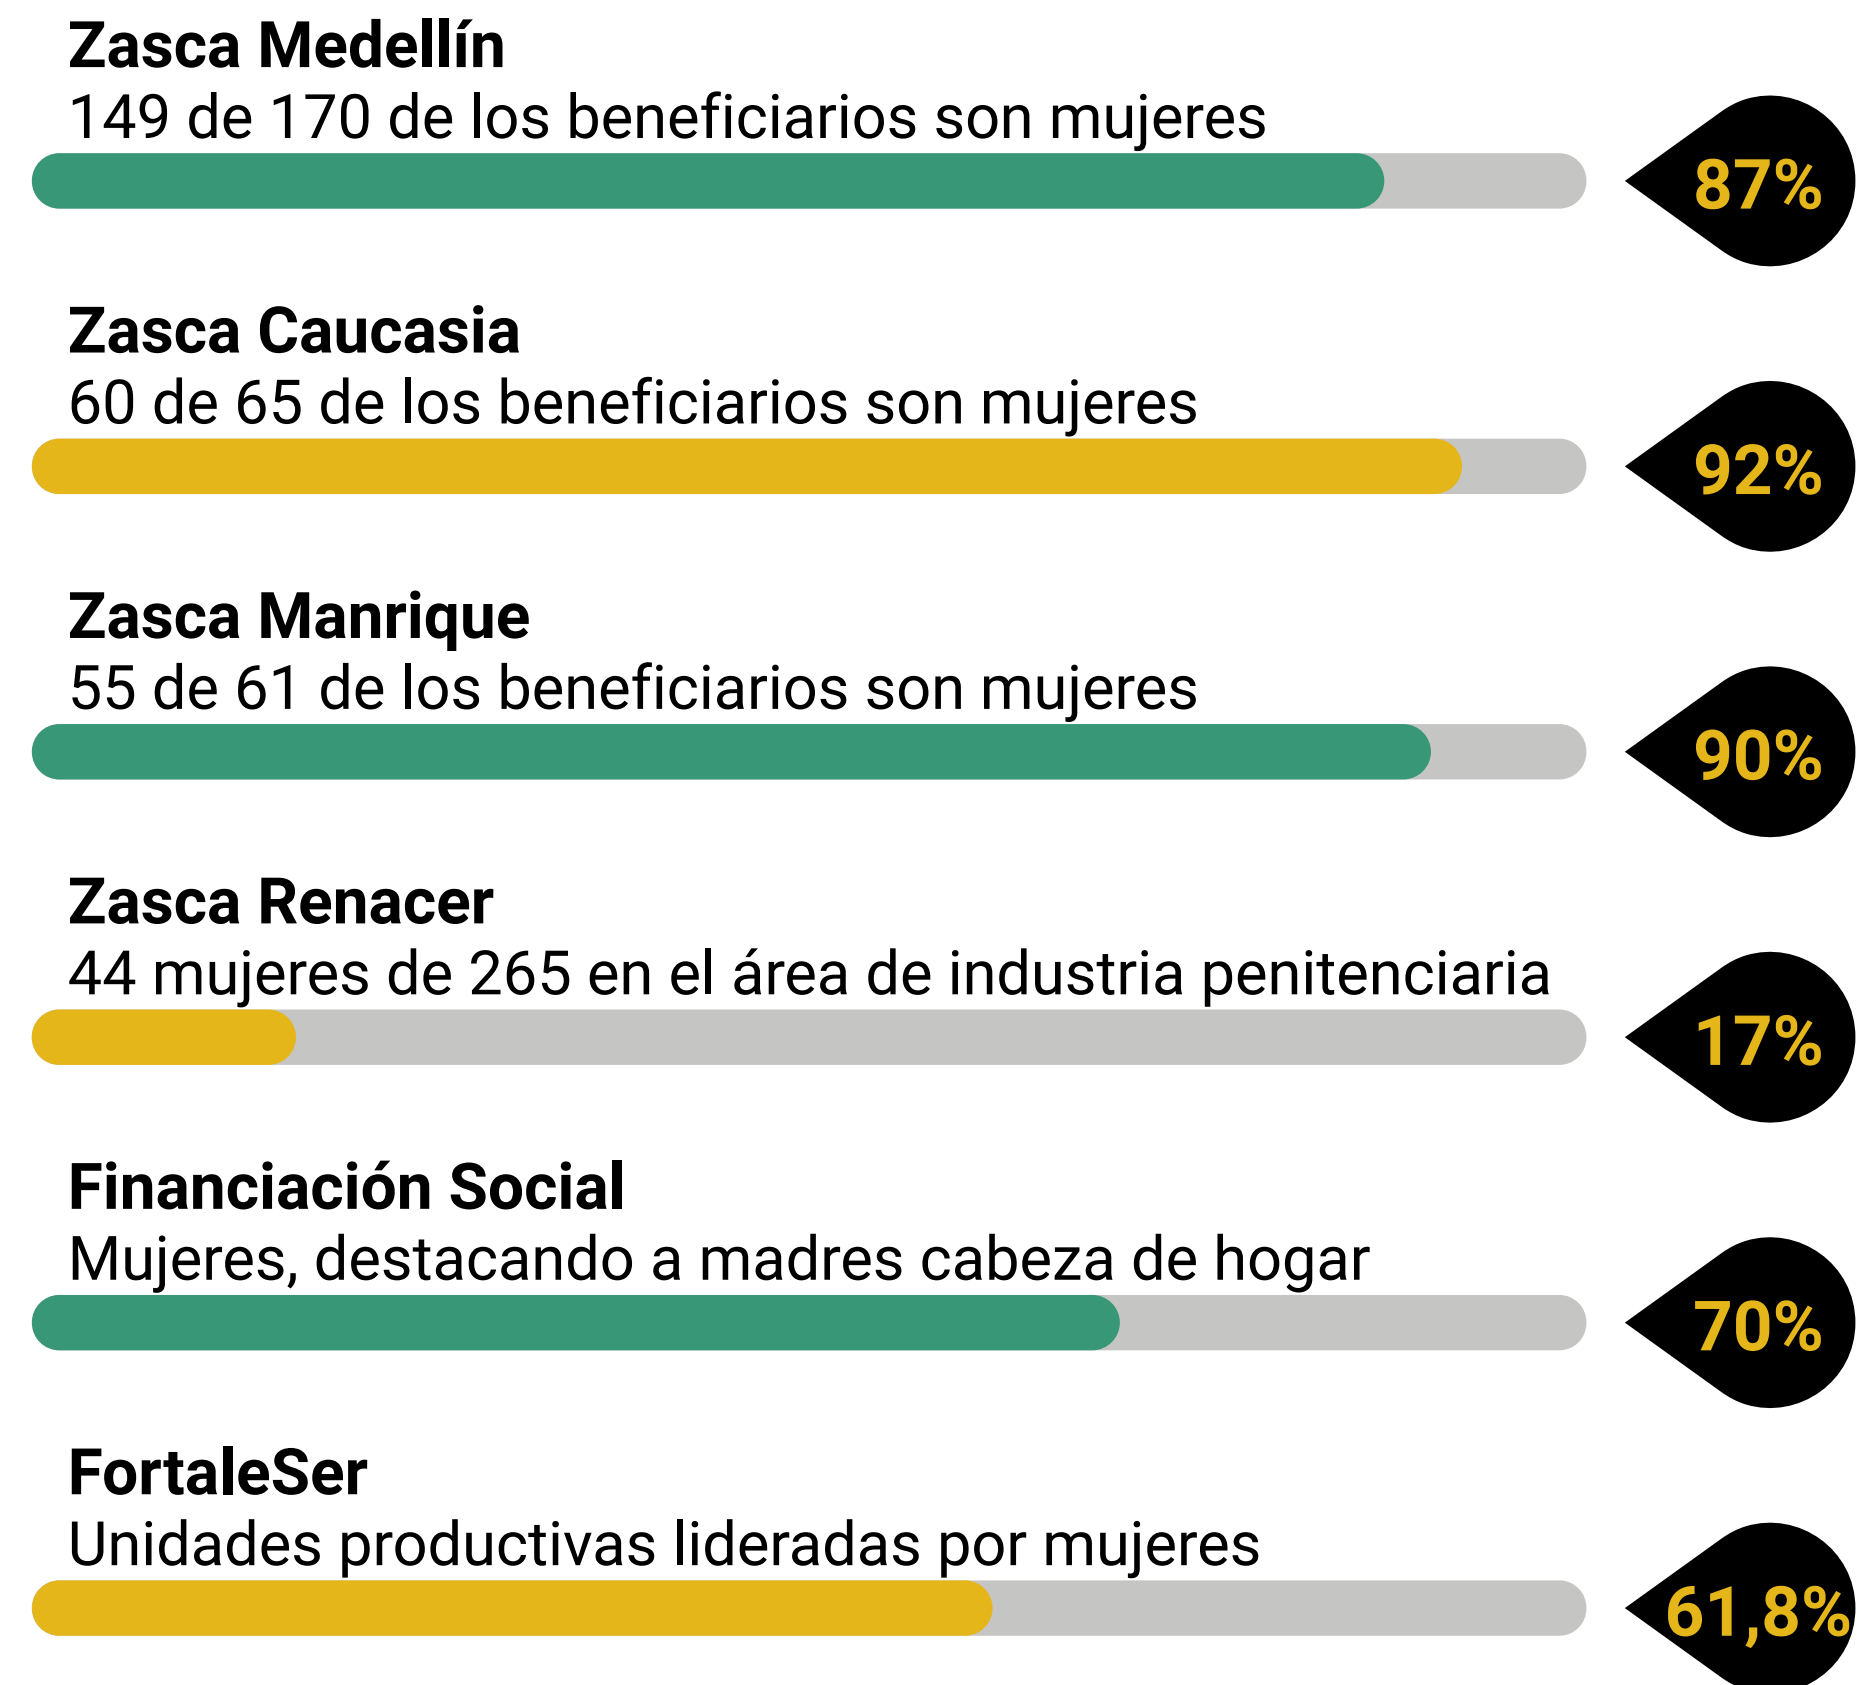 Zasca Medellín
149 de 170 de los beneficiarios son mujeres
87%
Zasca Caucasia
60 de 65 de los beneficiarios son mujeres
92%
Zasca Manrique
55 de 61 de los beneficiarios son mujeres
90%
Zasca Renacer
44 mujeres de 265 en el área de industria penitenciaria
17%
Financiación Social
Mujeres, destacando a madres cabeza de hogar
70%
FortaleSer
Unidades productivas lideradas por mujeres
61,8%